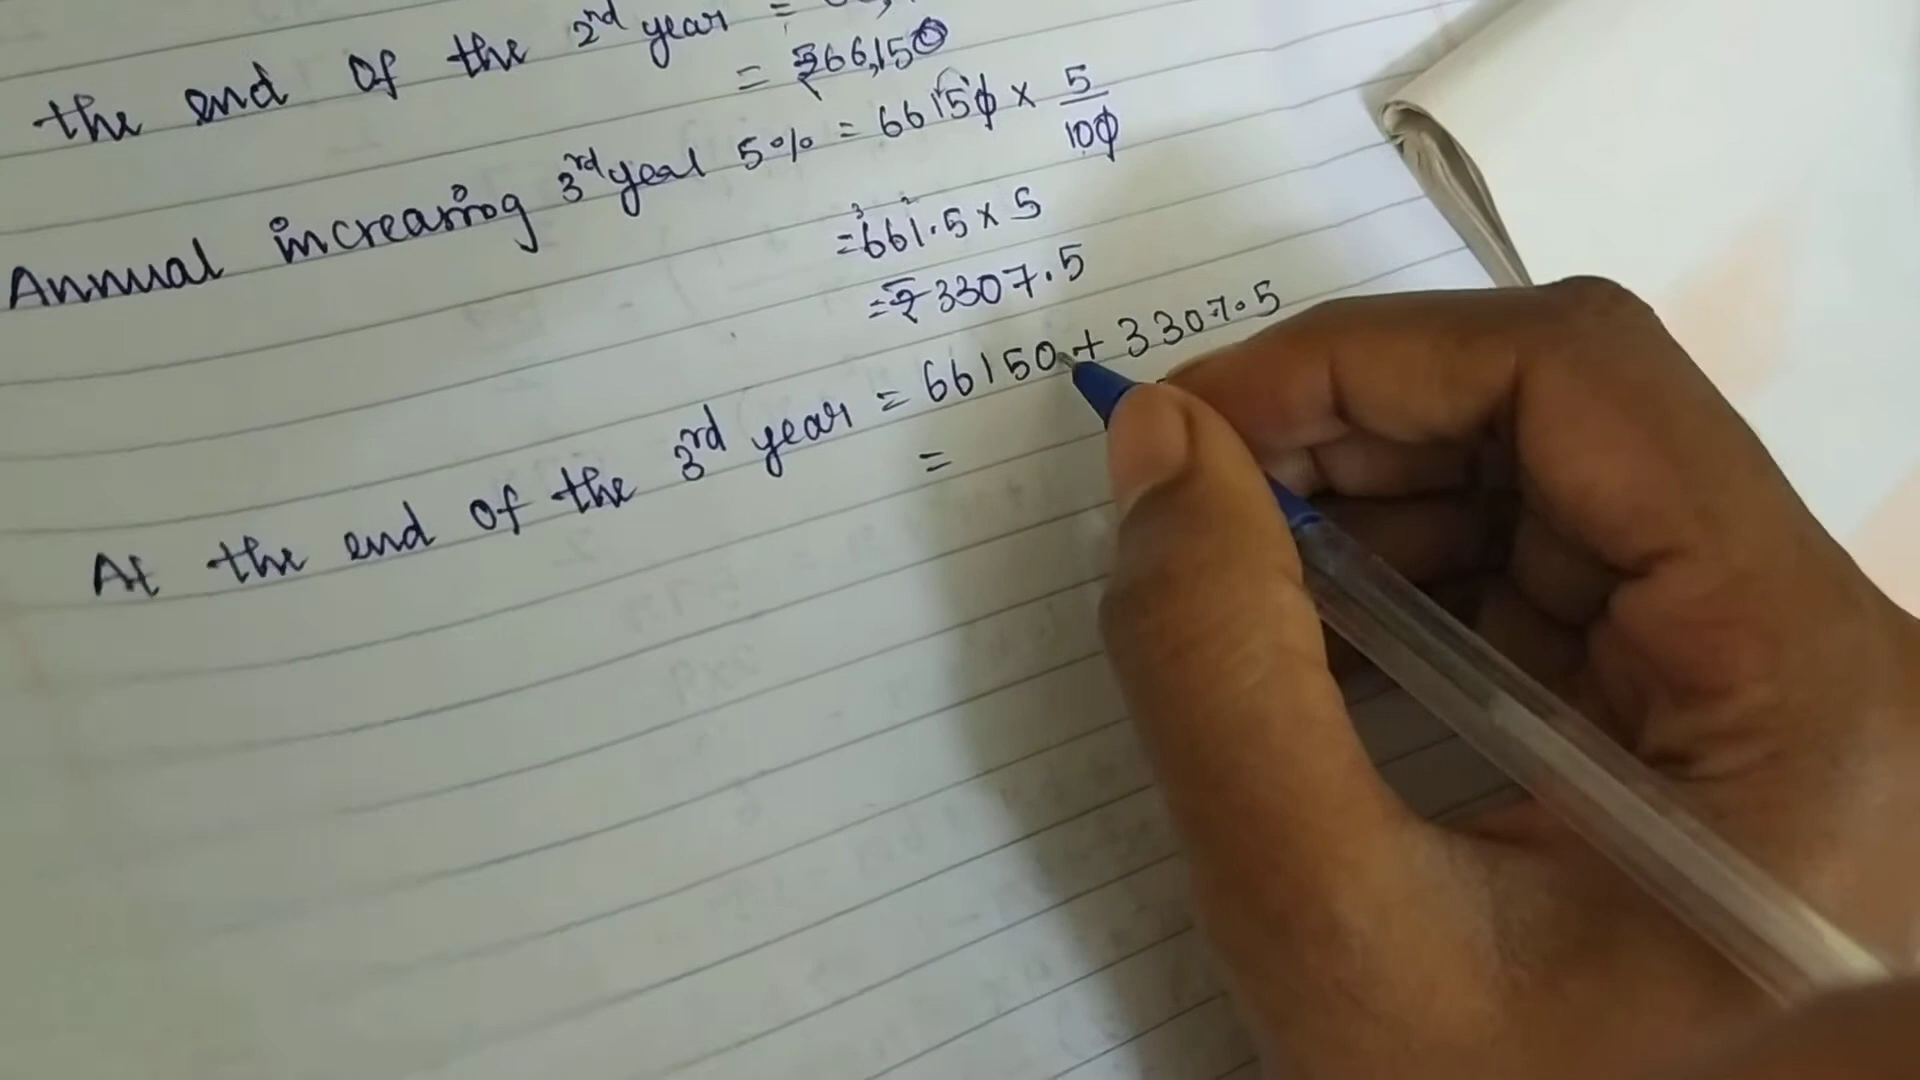 the end of the 2nd year =
= ₹66,150
Annual increasing 3rd year 5% = 66150 × 5/100
= 661.5 × 5
= ₹3307.5
At the end of the 3rd year = 66150 + 3307.5
=